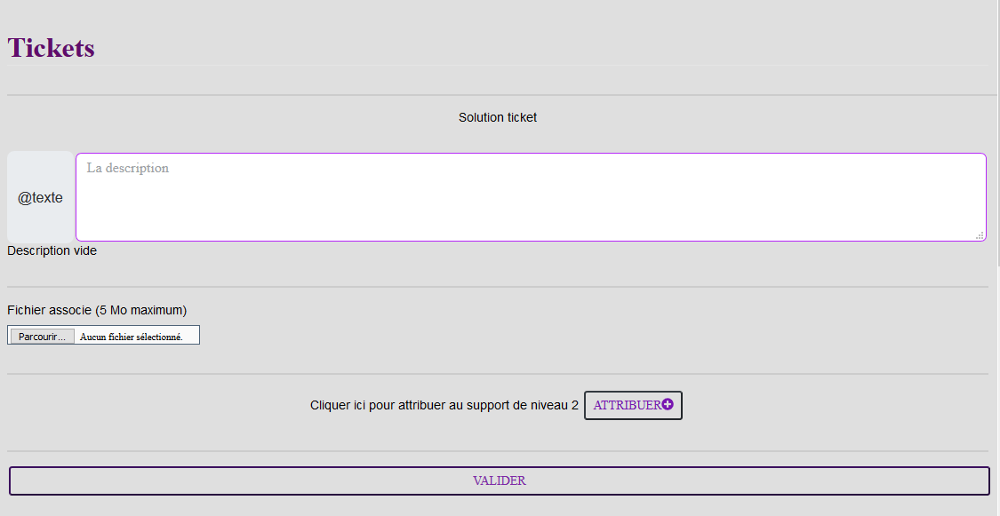 Tickets
Solution ticket
@texte
La description
Description vide
Fichier associe (5 Mo maximum)
Parcourir... Aucun fichier sélectionné.
Cliquer ici pour attribuer au support de niveau 2 ATTRIBUER
VALIDER